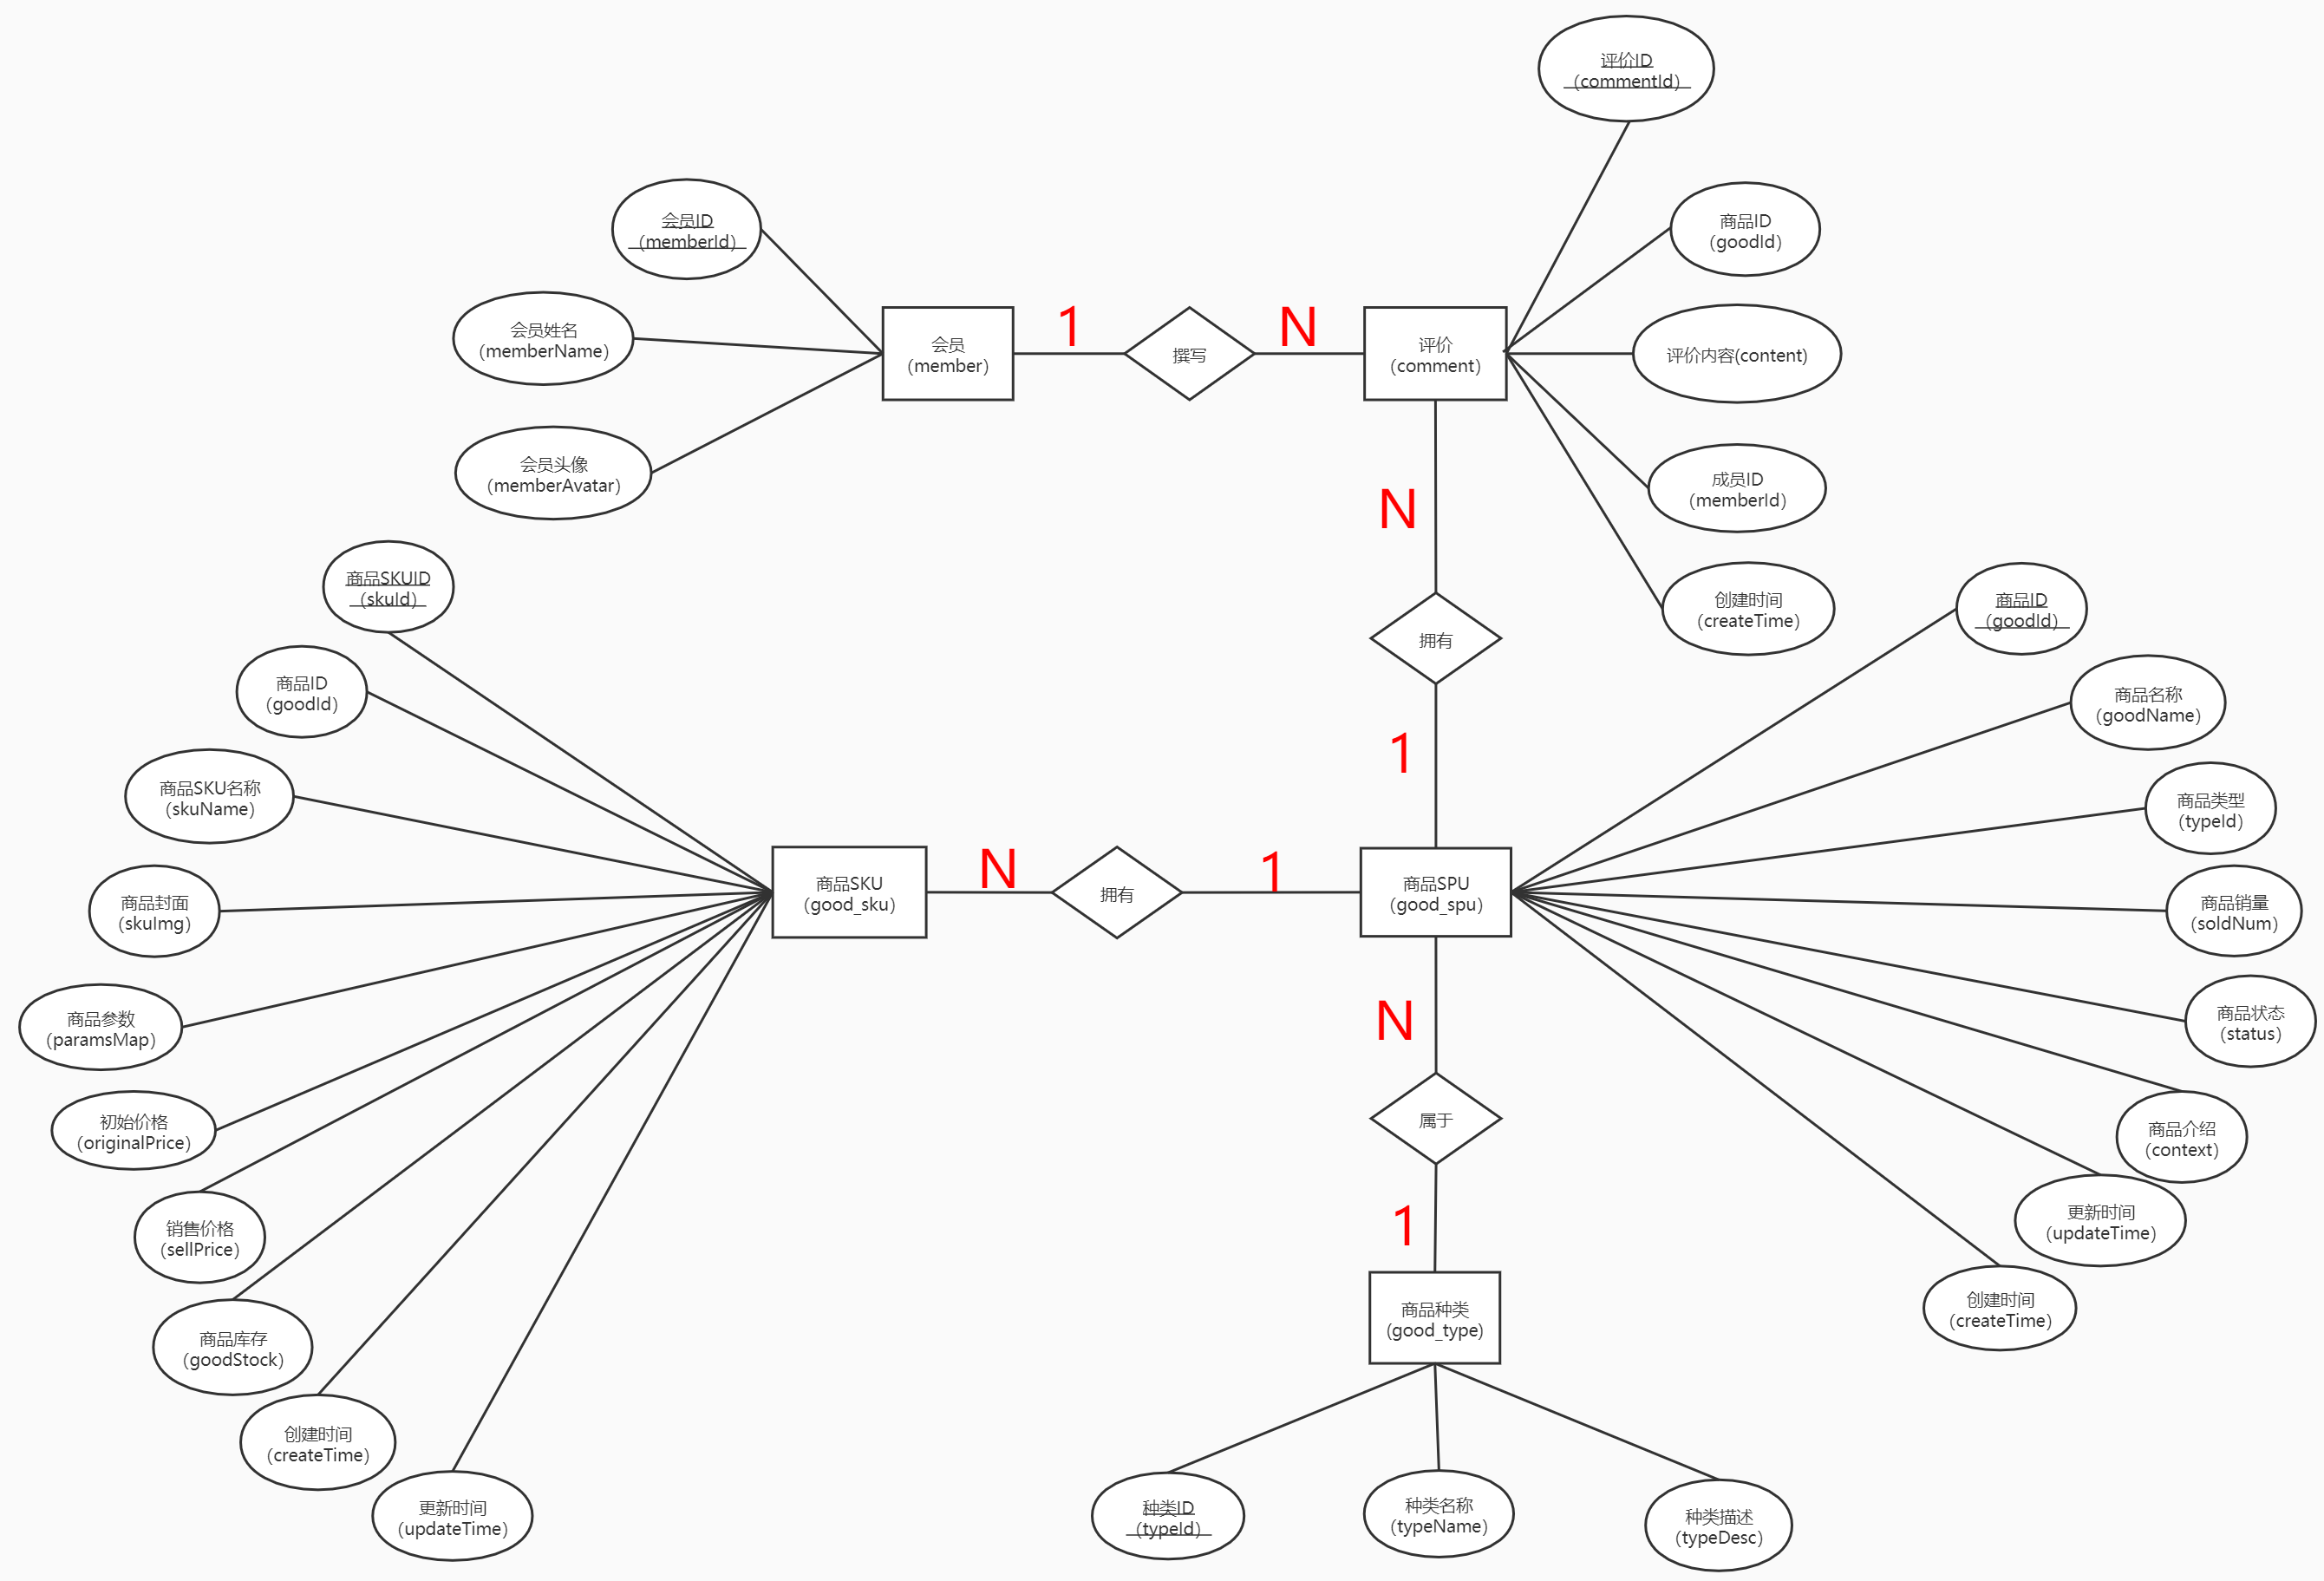 评价ID
（commentId）
会员ID
（memberId）
商品ID
（goodId）
会员姓名
（memberName）
会员
（member）
1
撰写
N
评价
（comment）
评价内容(content)
会员头像
（memberAvatar）
成员ID
（memberId）
N
创建时间
（createTime）
拥有
1
商品SKUID
（skuId）
商品ID
（goodId）
商品SKU名称
（skuName）
商品封面
（skuImg）
商品参数
（paramsMap）
初始价格
（originalPrice）
销售价格
（sellPrice）
商品库存
（goodStock）
创建时间
（createTime）
更新时间
（updateTime）
商品SKU
（good_sku）
N
拥有
1
商品SPU
（good_spu）
商品ID
（goodId）
商品名称
（goodName）
商品类型
（typeId）
商品销量
（soldNum）
商品状态
（status）
商品介绍
（context）
更新时间
（updateTime）
创建时间
（createTime）
N
属于
1
商品种类
(good_type)
种类ID
（typeId）
种类名称
（typeName）
种类描述
（typeDesc）